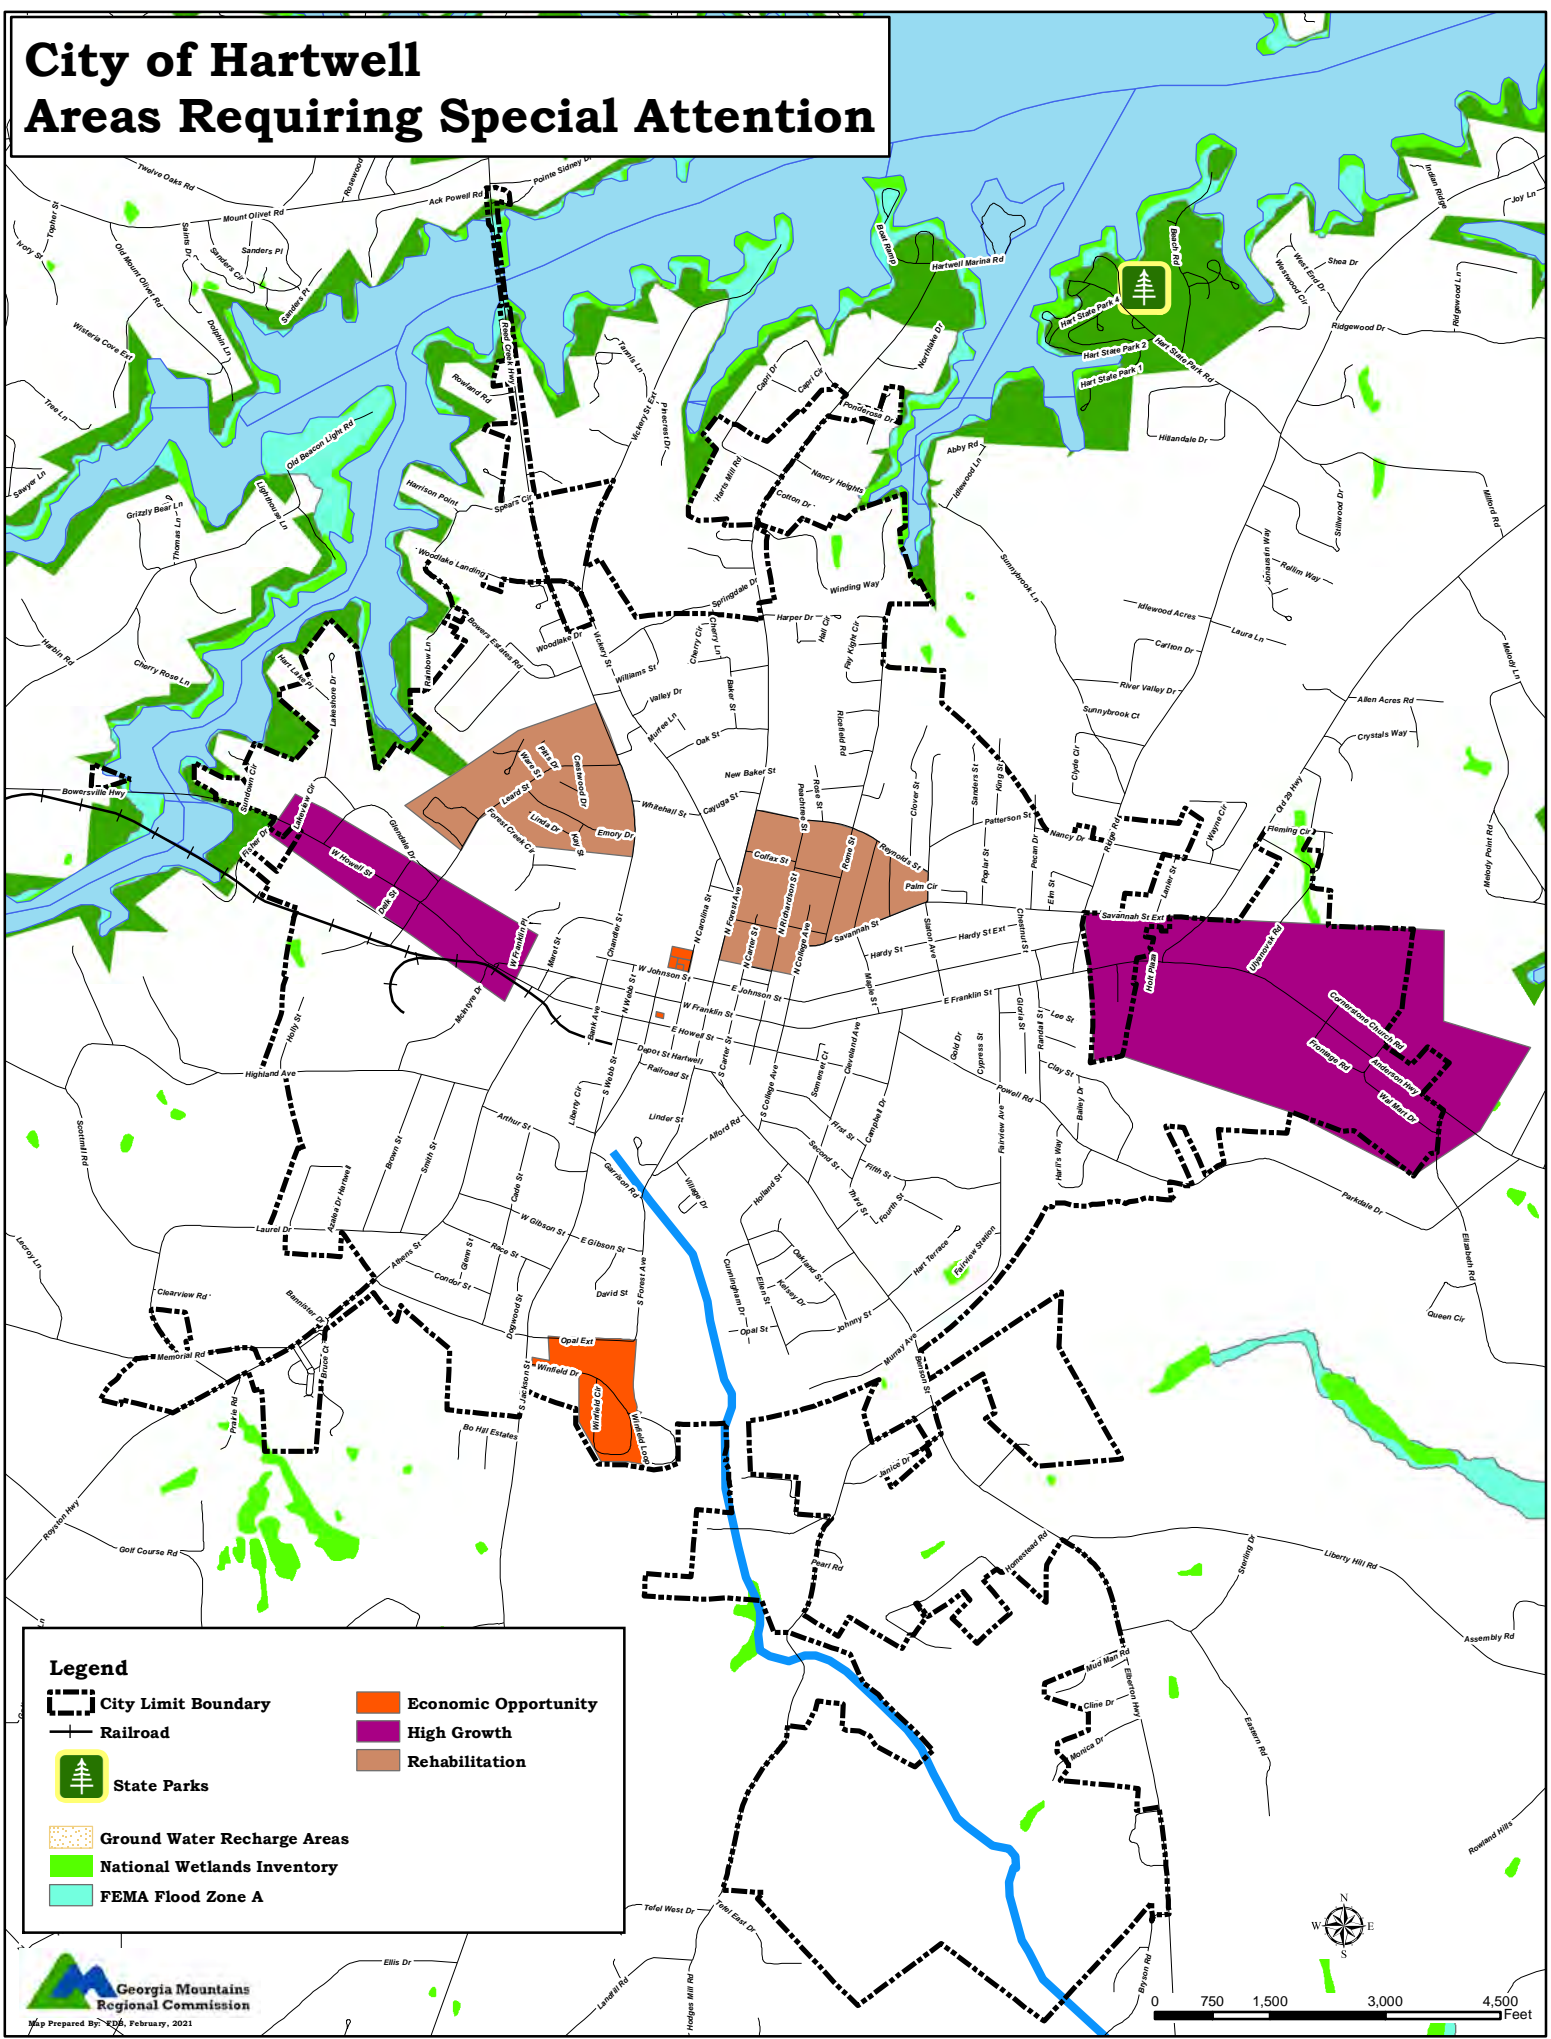 City of Hartwell
Areas Requiring Special Attention
Twelve Oaks Rd
Rosewood
Pointe Sidney Dr
Ack Powell Rd
Mount Olivet Rd
Topher St
Ivory St
Saints Dr
Sanders Cir
Sanders Pl
Old Mount Olivet Rd
Sanders Pt
Dolphin Ln
Wisteria Cove Ext
Tree Ln
Reed Creek Hwy
Rowland Rd
Tannis Ln
Vickery St Ext
Pinecrest Dr
Boat Ramp
Hartwell Marina Rd
Northlake Dr
Capri Dr
Capri Cir
Ponderosa Dr
Beach Rd
Hart State Park 4
Hart State Park 2
Hart State Park 1
Hart State Park Rd
West End Dr
Westwood Cir
Shea Dr
Indian Ridge
Joy Ln
Ridgewood Ln
Ridgewood Dr
Hillandale Dr
Abby Rd
Idlewood Ln
Harts Mill Rd
Nancy Heights
Cotton Dr
Old Beacon Light Rd
Lighthouse Ln
Sawyer Ln
Grizzly Bear Ln
Thomas Ln
Harrison Point
Spears Cir
Woodlake Landing
Milford Rd
Stillwood Dr
Jonaustin Way
Rellim Way
Sunnybrook Ln
Winding Way
Springdale Dr
Harper Dr
Hall Cir
Fay Kight Cir
Idlewood Acres
Laura Ln
Carlton Dr
River Valley Dr
Sunnybrook Ct
Melody Ln
Allen Acres Rd
Crystals Way
Harbin Rd
Cherry Rose Ln
Hart Lake Pl
Lakeshore Dr
Rainbow Ln
Bowers Estates Rd
Woodlake Dr
Vickery St
Williams St
Cherry Cir
Cherry Ln
Baker St
Valley Dr
Murfee Ln
Oak St
Ricefield Rd
Clyde Cir
New Baker St
Peachtree St
Rose St
Clover St
Sanders St
King St
Old 29 Hwy
Bowersville Hwy
Sundown Cir
Lakeview Cir
Fisher Dr
Ware St
Pitts Dr
Crestwood Dr
Leard St
Linda Dr
Forest Creek Cir
Kay St
Emory Dr
Whitehall St
Cayuga St
Glendale Dr
W Howell St
Delk St
W Franklin Pl
Maret St
Chandler St
Colfax St
Rome St
Reynolds St
Patterson St
Nancy Dr
Ridge Rd
Wayne Cir
Fleming Cir
Melody Point Rd
Palm Cir
Poplar St
Pecan Dr
Elm St
Lanier St
N Carolina St
N Forest Ave
N Richardson St
N Carter St
N College Ave
Savannah St
Savannah St Ext
Hardy St
Slaton Ave
Hardy St Ext
Chestnut St
Holt Plaza
Ulyanovsk Rd
W Johnson St
E Johnson St
N Webb St
W Franklin St
E Franklin St
Maple St
McIntyre Dr
Bank Ave
E Howell St
Depot St Hartwell
Railroad St
S Carter St
S College Ave
Somerset Ct
Cleveland Ave
Gold Dr
Cypress St
Gloria St
Randall St
Lee St
Clay St
Cornerstone Church Rd
Frontage Rd
Anderson Hwy
Wal Mart Dr
Holly St
Highland Ave
Scottmill Rd
Liberty Cir
S Webb St
Linder St
Arthur St
Alford Rd
First St
Campbell Dr
Powell Rd
Bailey Dr
Fairview Ave
Harli's Way
Brown St
Smith St
Azalea Dr Hartwell
Laurel Dr
Cade St
Garrison Rd
Village Dr
Holland St
Second St
Fifth St
Third St
Fourth St
Parkdale Dr
Elizabeth Rd
Lecroy Ln
Athens St
W Gibson St
E Gibson St
Glenn St
Race St
Condor St
S Forest Ave
David St
Cunningham Dr
Ellen St
Oakland St
Kelsey Dr
Hart Terrace
Fairview Station
Johnny St
Opal St
Queen Cir
Clearview Rd
Bannister Dr
Dogwood St
Opal Ext
Murray Ave
Benson St
Memorial Rd
Bruce Ct
Prairie Rd
S Jackson St
Winfield Dr
Winfield Cir
Winfield Loop
Bo Hill Estates
Janice Dr
Royston Hwy
Golf Course Rd
Pearl Rd
Homestead Rd
Sterling Dr
Liberty Hill Rd
Assembly Rd
Mud Man Rd
Elberton Hwy
Cline Dr
Monica Dr
Eastern Rd
Rowland Hills
Legend
City Limit Boundary
Railroad
State Parks
Ground Water Recharge Areas
National Wetlands Inventory
FEMA Flood Zone A
Economic Opportunity
High Growth
Rehabilitation
Tefel West Dr
Tefel East Dr
Ellis Dr
Landfill Rd
Hodges Mill Rd
Bryson Rd
N
W E
S
0 750 1,500 3,000 4,500
Feet
Georgia Mountains
Regional Commission
Map Prepared By: FDB, February, 2021